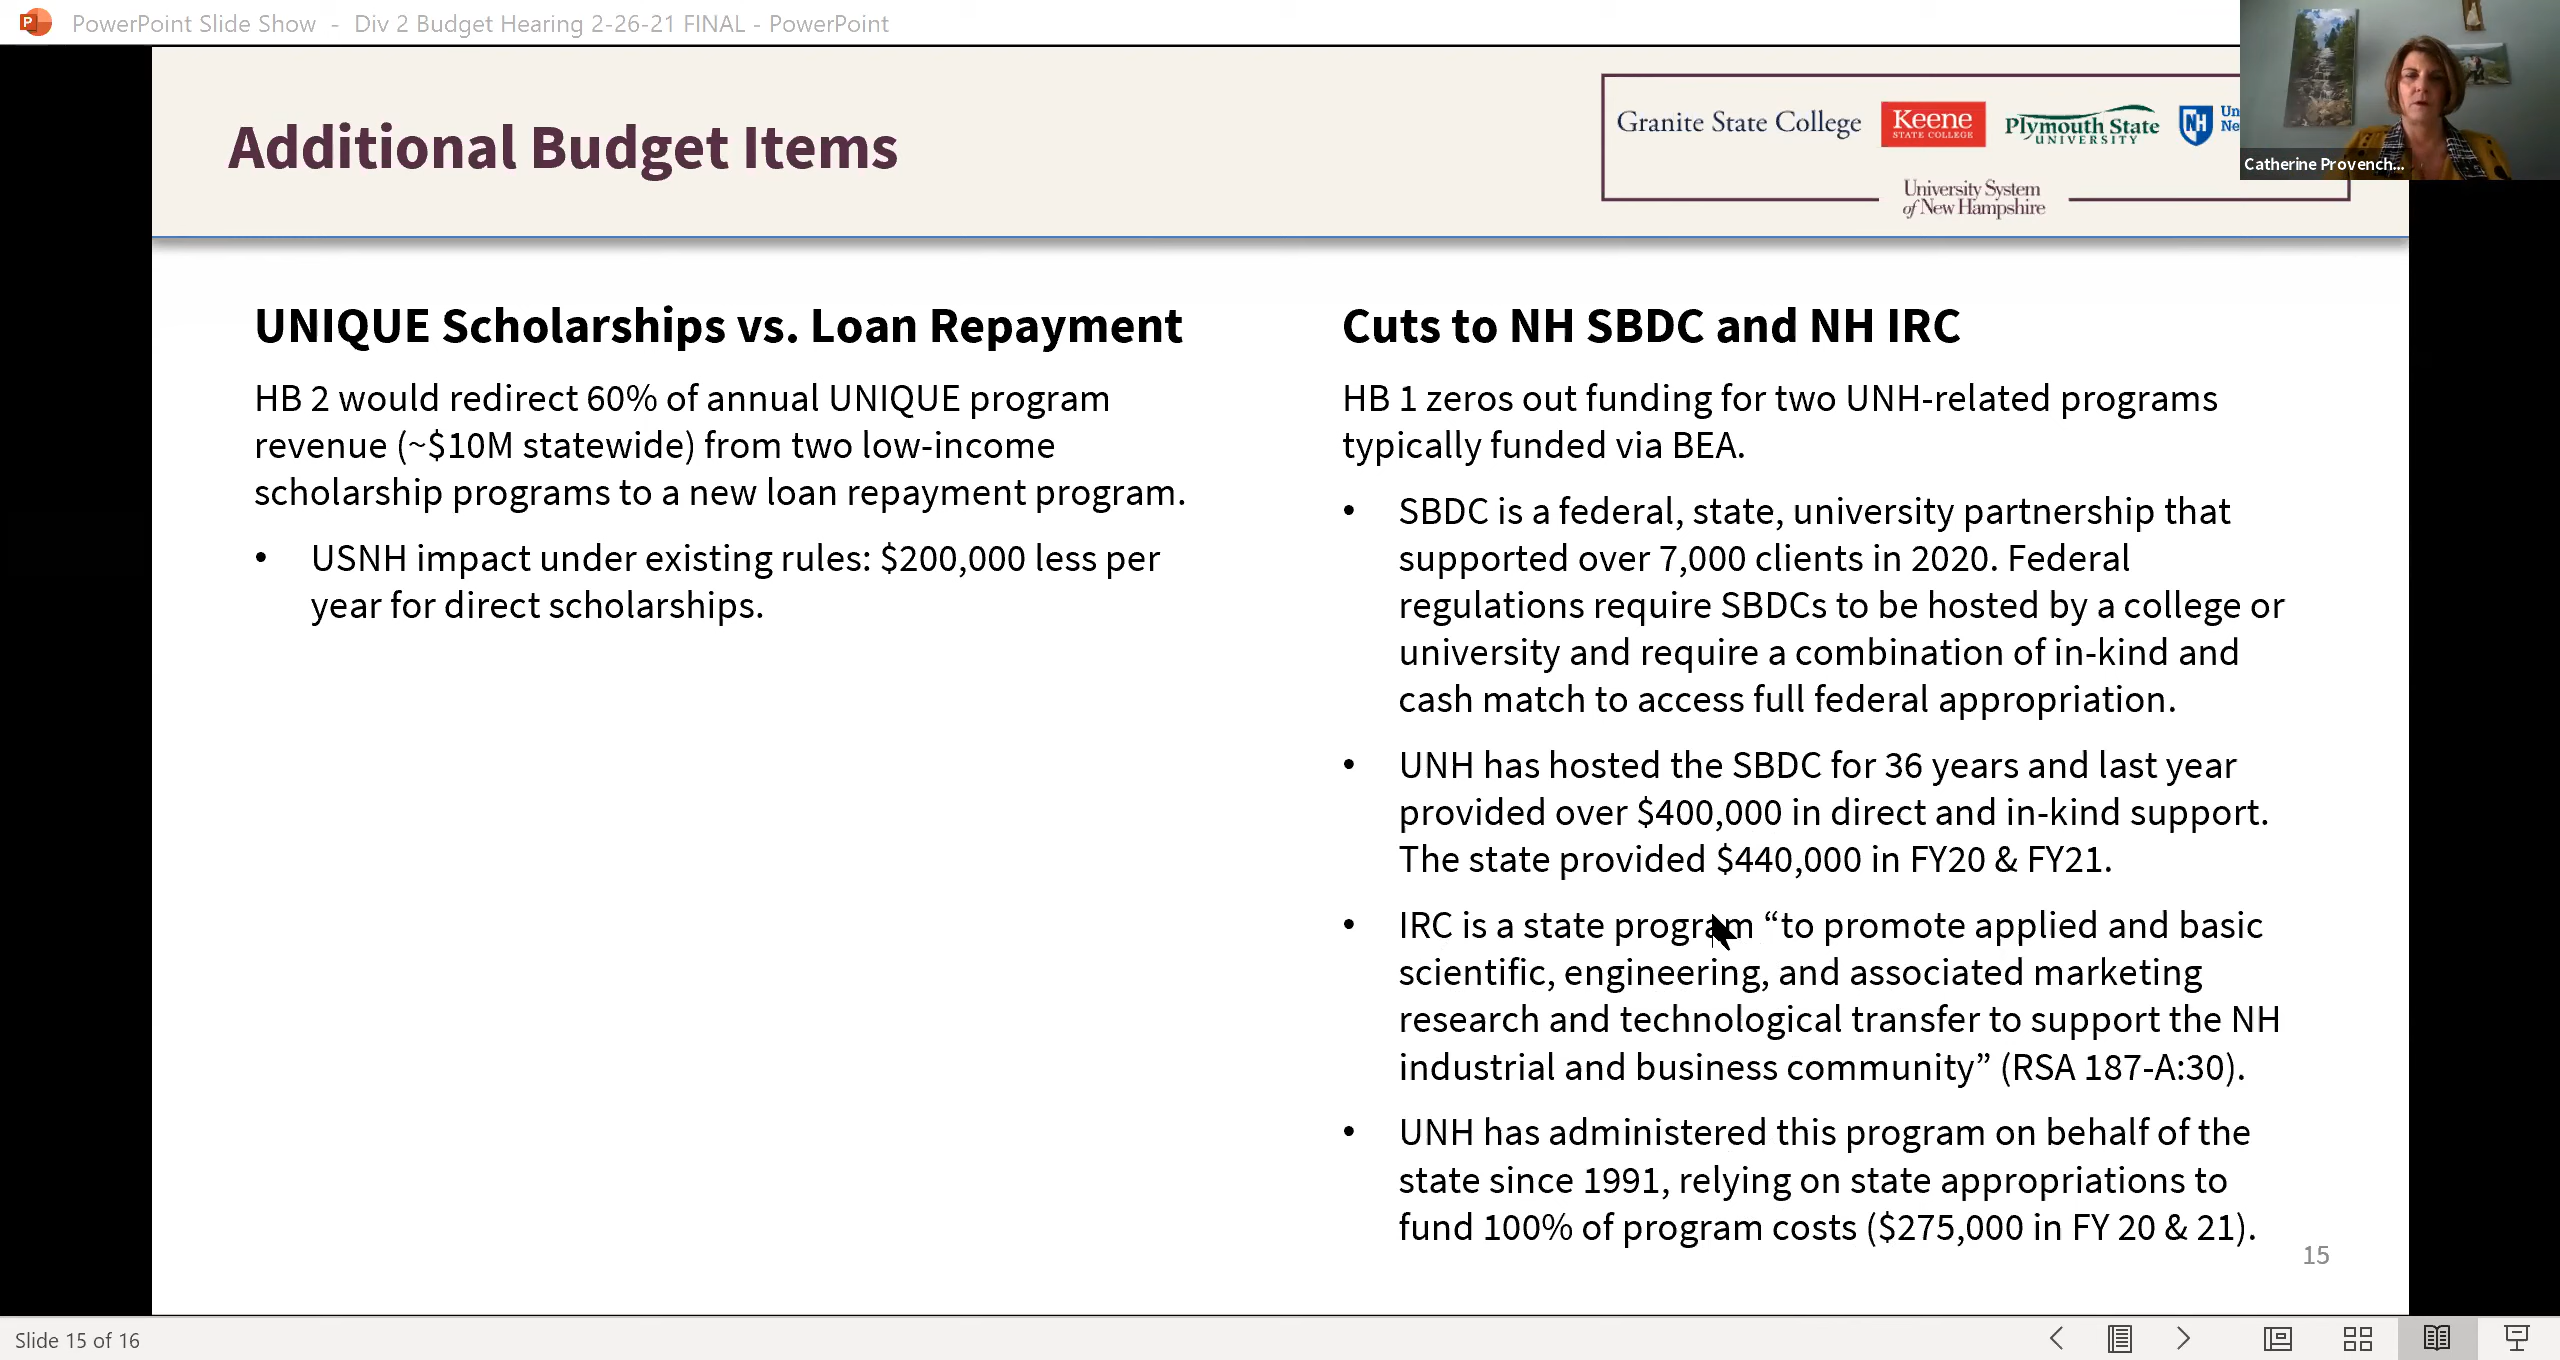 PowerPoint Slide Show - Div 2 Budget Hearing 2-26-21 FINAL - PowerPoint
Additional Budget Items
Granite State College
Keene
STATE COLLEGE
Plymouth State
UNIVERSITY
NH
Un
Ne
University System
of New Hampshire
Catherine Provench...
UNIQUE Scholarships vs. Loan Repayment
HB 2 would redirect 60% of annual UNIQUE program
revenue (~$10M statewide) from two low-income
scholarship programs to a new loan repayment program.
• USNH impact under existing rules: $200,000 less per
year for direct scholarships.
Cuts to NH SBDC and NH IRC
HB 1 zeros out funding for two UNH-related programs
typically funded via BEA.
• SBDC is a federal, state, university partnership that
supported over 7,000 clients in 2020. Federal
regulations require SBDCs to be hosted by a college or
university and require a combination of in-kind and
cash match to access full federal appropriation.
• UNH has hosted the SBDC for 36 years and last year
provided over $400,000 in direct and in-kind support.
The state provided $440,000 in FY20 & FY21.
• IRC is a state program “to promote applied and basic
scientific, engineering, and associated marketing
research and technological transfer to support the NH
industrial and business community” (RSA 187-A:30).
• UNH has administered this program on behalf of the
state since 1991, relying on state appropriations to
fund 100% of program costs ($275,000 in FY 20 & 21).
15
Slide 15 of 16